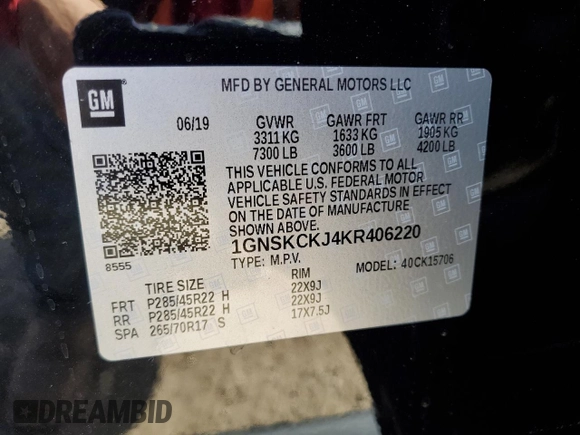 GM
MFD BY GENERAL MOTORS LLC
06/19 GVWR GAWR FRT GAWR RR
3311 KG 1633 KG 1905 KG
7300 LB 3600 LB 4200 LB
THIS VEHICLE CONFORMS TO ALL
APPLICABLE U.S. FEDERAL MOTOR
VEHICLE SAFETY STANDARDS IN EFFECT
ON THE DATE OF MANUFACTURE
SHOWN ABOVE.
1GNSKCKJ4KR406220
8555 TYPE: M.P.V. MODEL: 40CK15706
TIRE SIZE RIM
FRT P285/45R22 H 22X9J
RR P285/45R22 H 22X9J
SPA 265/70R17 S 17X7.5J
DREAMBID